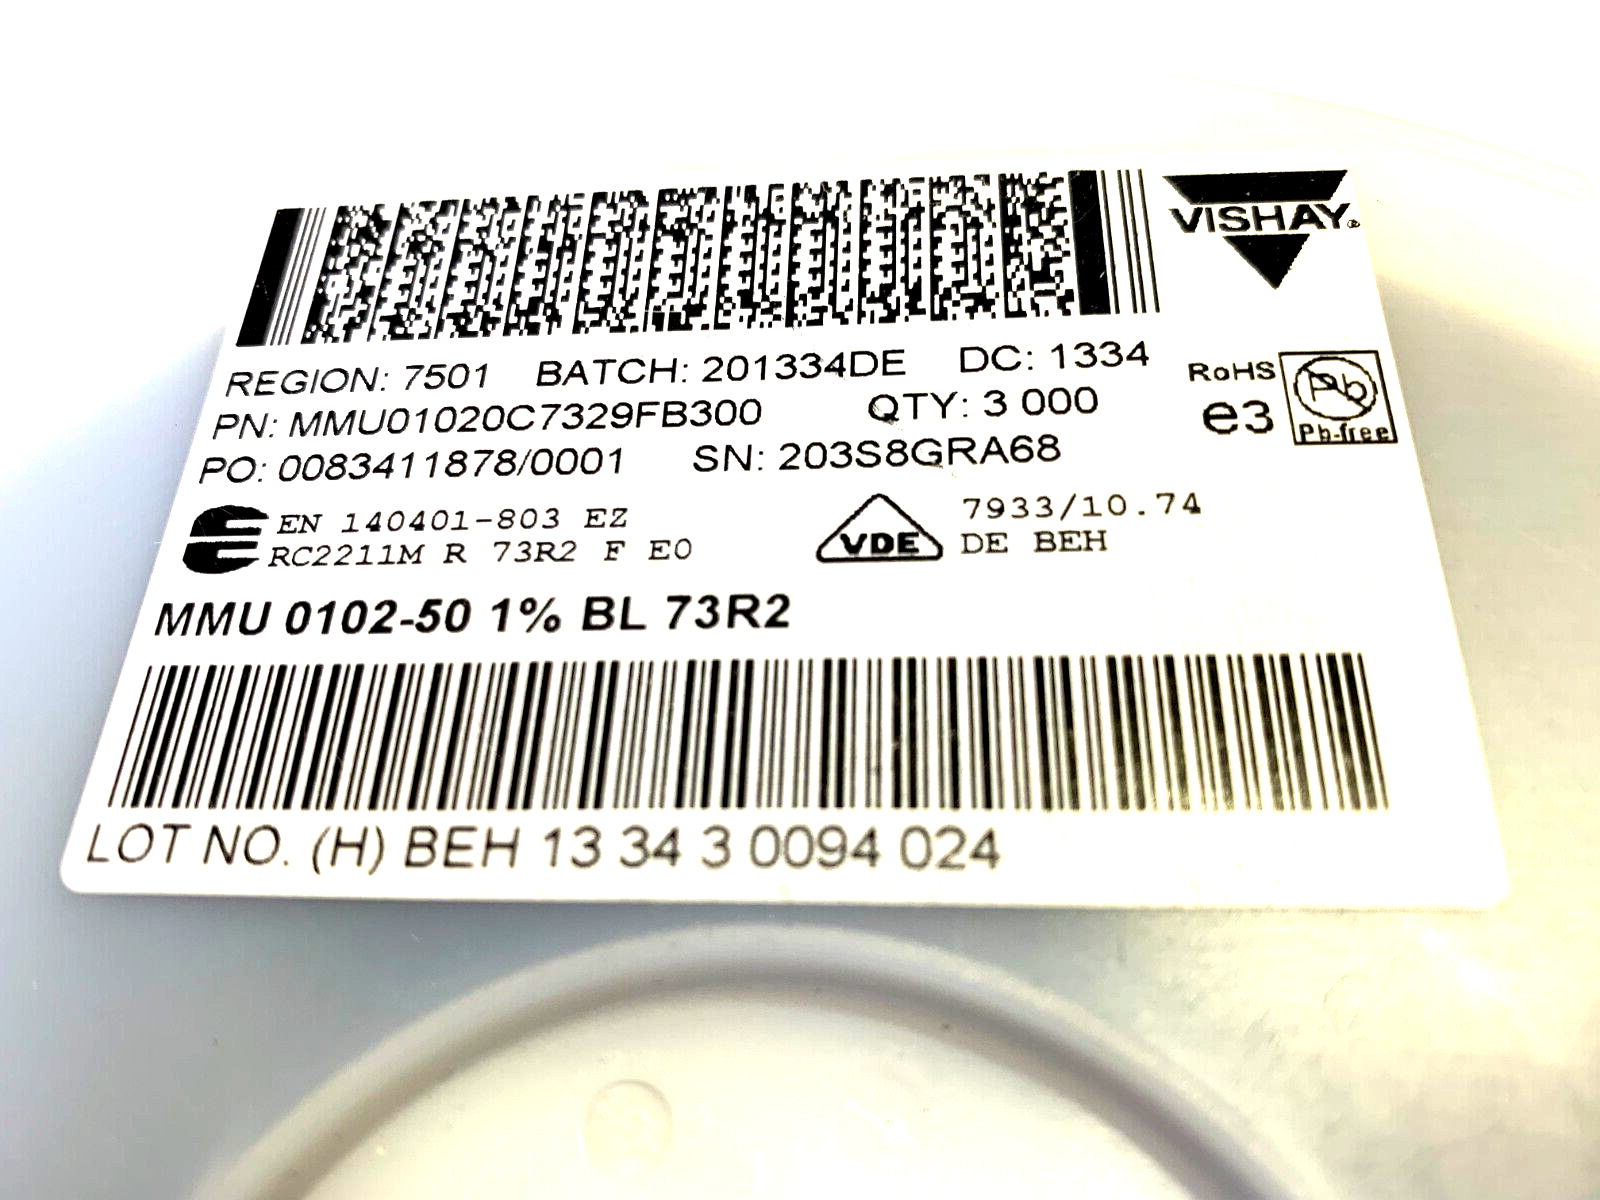 VISHAY®
REGION: 7501 BATCH: 201334DE DC: 1334
PN: MMU01020C7329FB300 QTY: 3 000
PO: 0083411878/0001 SN: 203S8GRA68
RoHS
e3
Pb
Pb-free
EN 140401-803 EZ
RC2211M R 73R2 F E0
VDE
7933/10.74
DE BEH
MMU 0102-50 1% BL 73R2
LOT NO. (H) BEH 13 34 3 0094 024